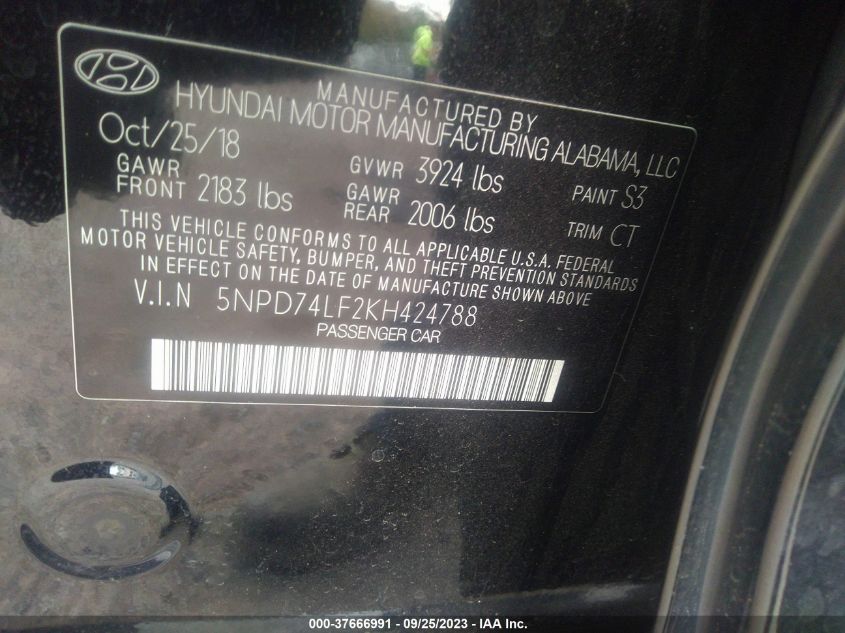 MANUFACTURED BY
HYUNDAI MOTOR MANUFACTURING ALABAMA, LLC
Oct/25/18 GVWR 3924 lbs PAINT S3
GAWR FRONT 2183 lbs GAWR REAR 2006 lbs TRIM CT
THIS VEHICLE CONFORMS TO ALL APPLICABLE U.S.A. FEDERAL
MOTOR VEHICLE SAFETY, BUMPER, AND THEFT PREVENTION STANDARDS
IN EFFECT ON THE DATE OF MANUFACTURE SHOWN ABOVE
V.I.N 5NPD74LF2KH424788
PASSENGER CAR
000-37666991 - 09/25/2023 - IAA Inc.